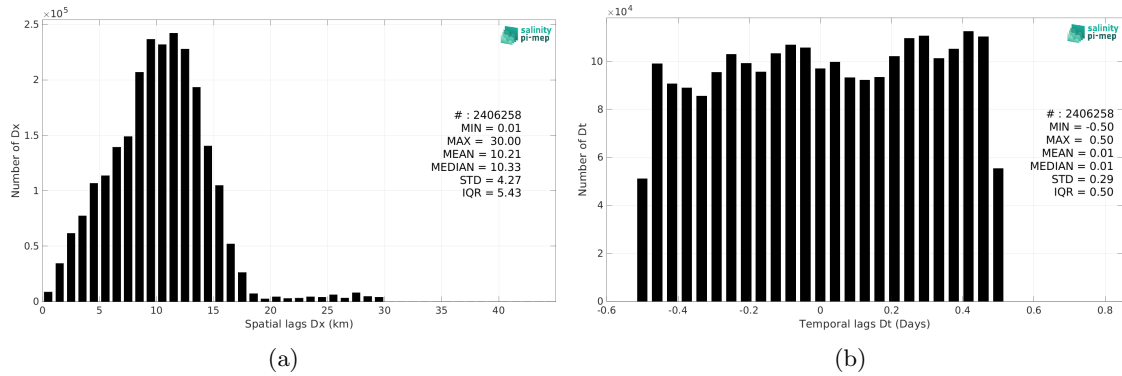 ×10⁵
2.5
2
1.5
1
0.5
0
Number of Dx
salinity
pi-mep
# : 2406258
MIN = 0.01
MAX = 30.00
MEAN = 10.21
MEDIAN = 10.33
STD = 4.27
IQR = 5.43
0 5 10 15 20 25 30 35 40
Spatial lags Dx (km)
(a)
×10⁴
10
8
6
4
2
0
Number of Dt
salinity
pi-mep
# : 2406258
MIN = -0.50
MAX = 0.50
MEAN = 0.01
MEDIAN = 0.01
STD = 0.29
IQR = 0.50
-0.6 -0.4 -0.2 0 0.2 0.4 0.6 0.8
Temporal lags Dt (Days)
(b)